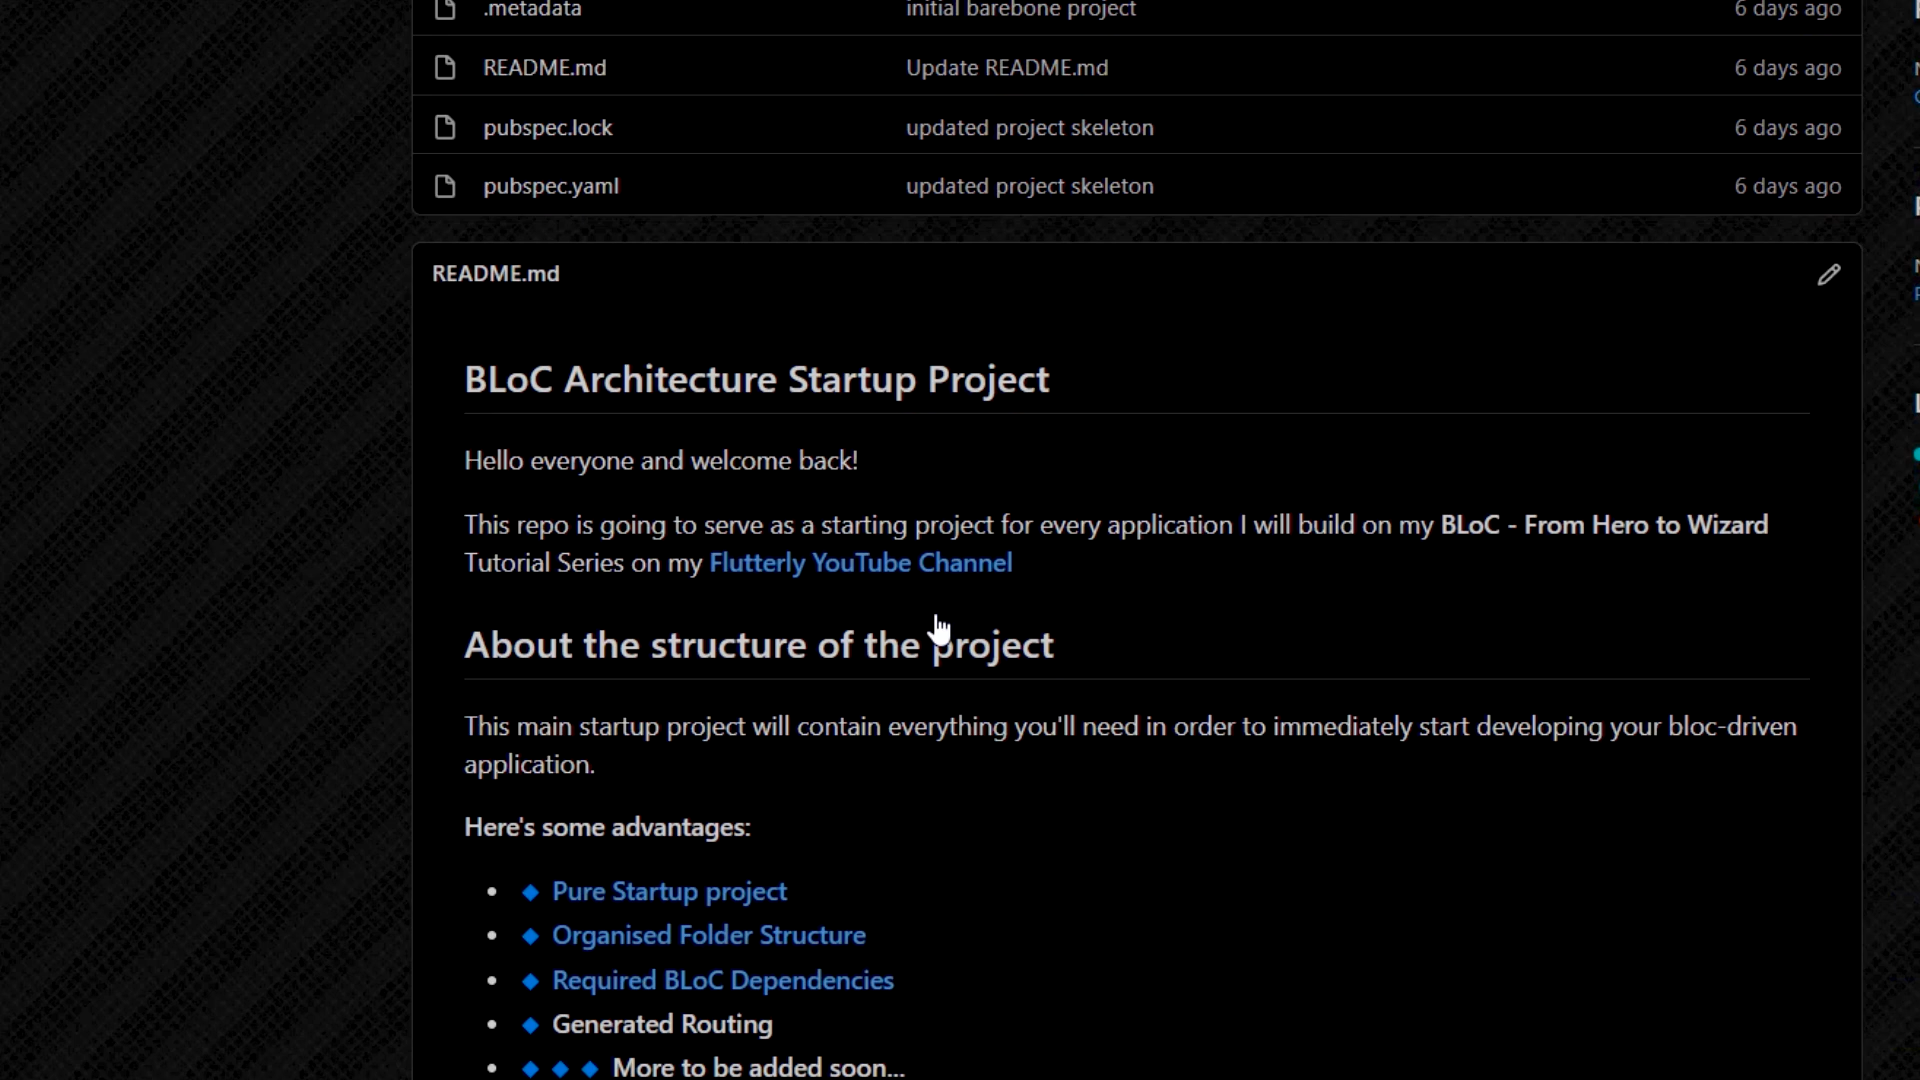 .metadata initial barebone project 6 days ago
README.md Update README.md 6 days ago
pubspec.lock updated project skeleton 6 days ago
pubspec.yaml updated project skeleton 6 days ago
README.md
BLoC Architecture Startup Project
Hello everyone and welcome back!
This repo is going to serve as a starting project for every application I will build on my BLoC - From Hero to Wizard
Tutorial Series on my Flutterly YouTube Channel
About the structure of the project
This main startup project will contain everything you'll need in order to immediately start developing your bloc-driven
application.
Here's some advantages:
Pure Startup project
Organised Folder Structure
Required BLoC Dependencies
Generated Routing
More to be added soon...